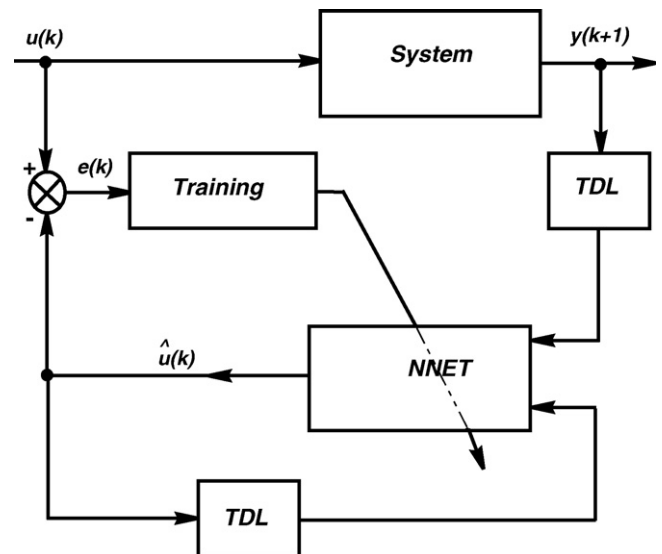 u(k)
System
y(k+1)
+
e(k)
Training
TDL
-
^
u(k)
NNET
TDL